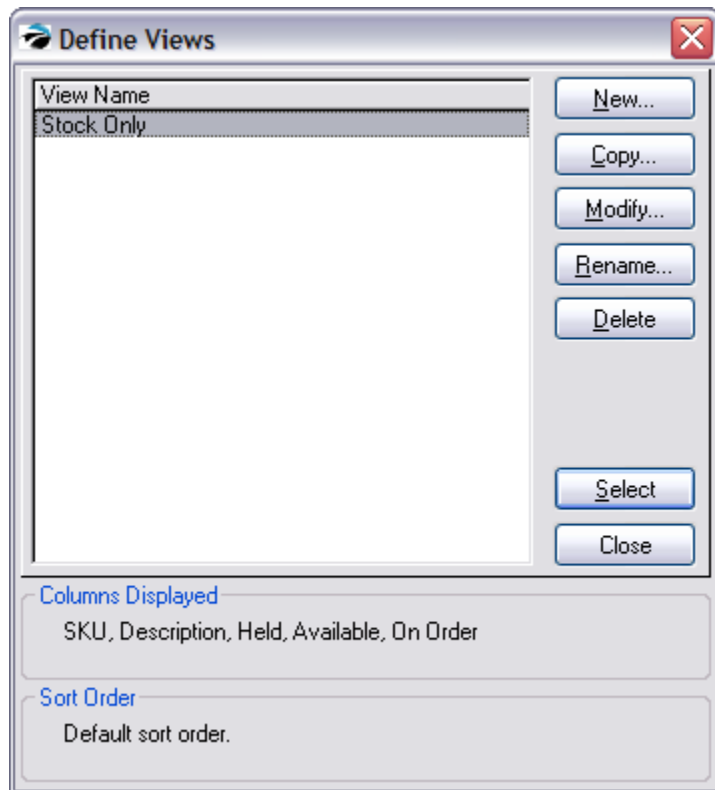 Define Views
View Name
Stock Only
New...
Copy...
Modify...
Rename...
Delete
Select
Close
Columns Displayed
SKU, Description, Held, Available, On Order
Sort Order
Default sort order.